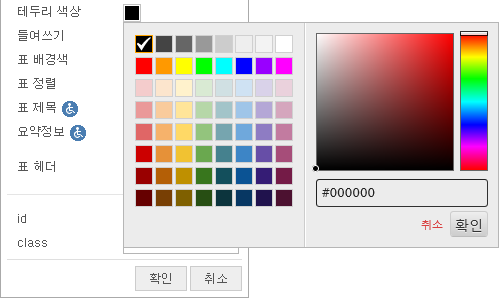 테두리 색상
들여쓰기
표 배경색
표 정렬
표 제목
요약정보
표 헤더
id
class
확인 취소
#000000
취소 확인